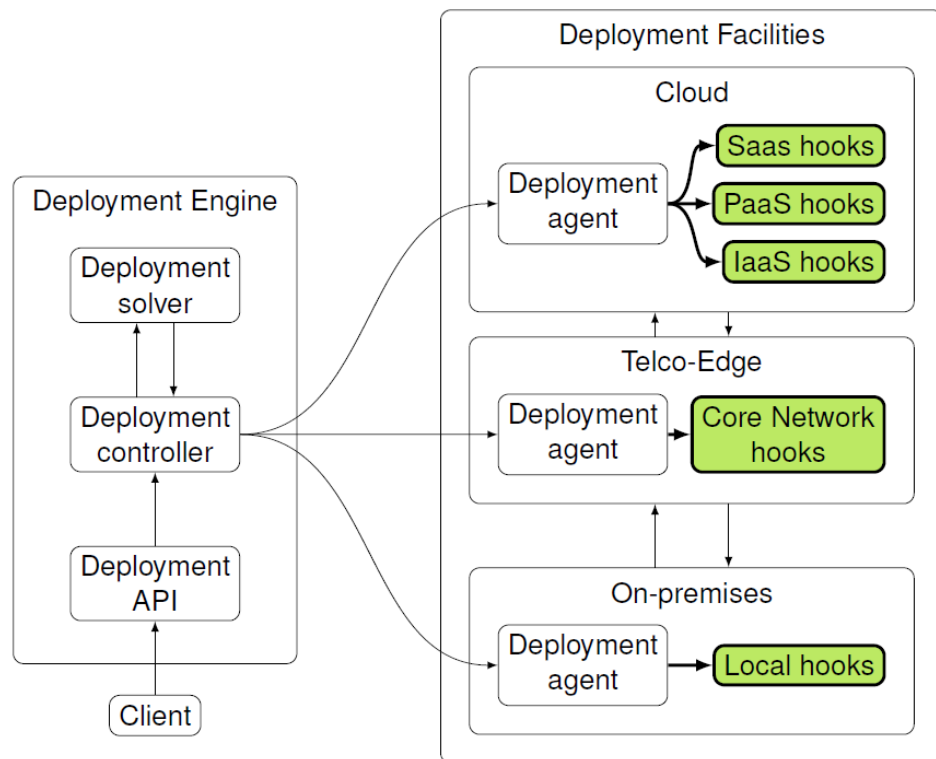 Deployment Engine
Deployment
solver
Deployment
controller
Deployment
API
Client
Deployment Facilities
Cloud
Deployment
agent
Saas hooks
PaaS hooks
IaaS hooks
Telco-Edge
Deployment
agent
Core Network
hooks
On-premises
Deployment
agent
Local hooks